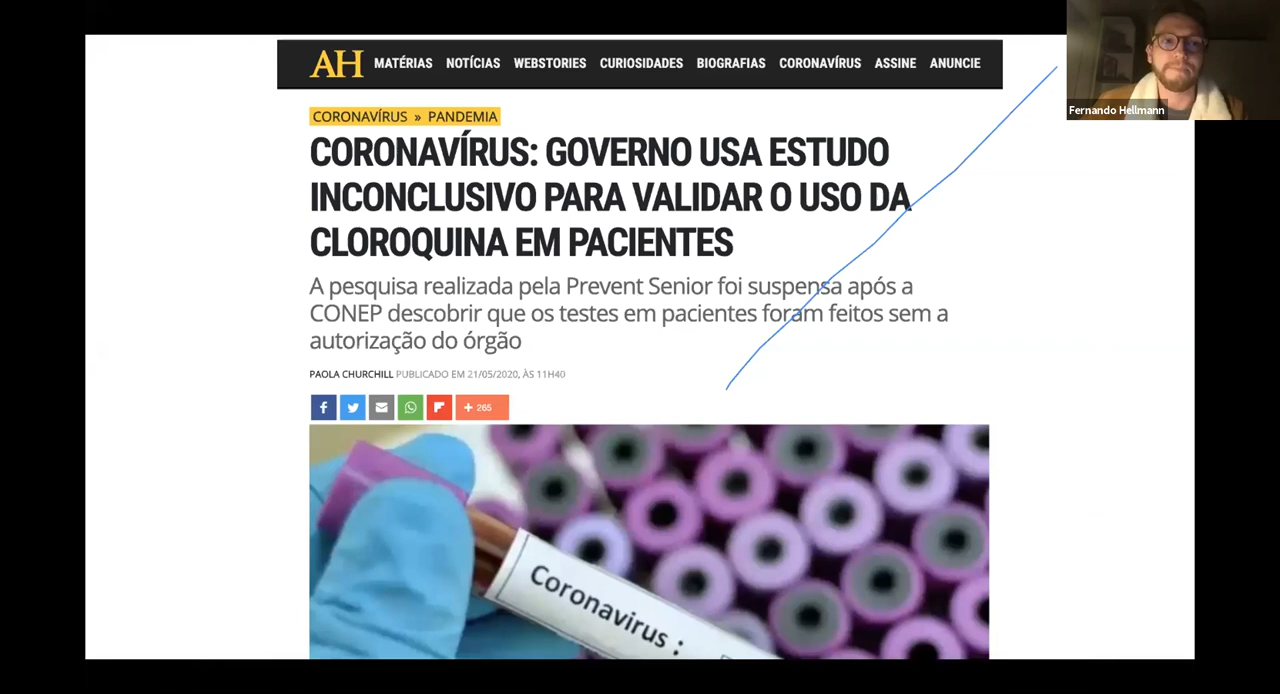 AH MATÉRIAS NOTÍCIAS WEBSTORIES CURIOSIDADES BIOGRAFIAS CORONAVÍRUS ASSINE ANUNCIE
Fernando Hellmann
CORONAVÍRUS » PANDEMIA
CORONAVÍRUS: GOVERNO USA ESTUDO
INCONCLUSIVO PARA VALIDAR O USO DA
CLOROQUINA EM PACIENTES
A pesquisa realizada pela Prevent Senior foi suspensa após a
CONEP descobrir que os testes em pacientes foram feitos sem a
autorização do órgão
PAOLA CHURCHILL PUBLICADO EM 21/05/2020, ÀS 11H40
+ 265
Coronavirus :